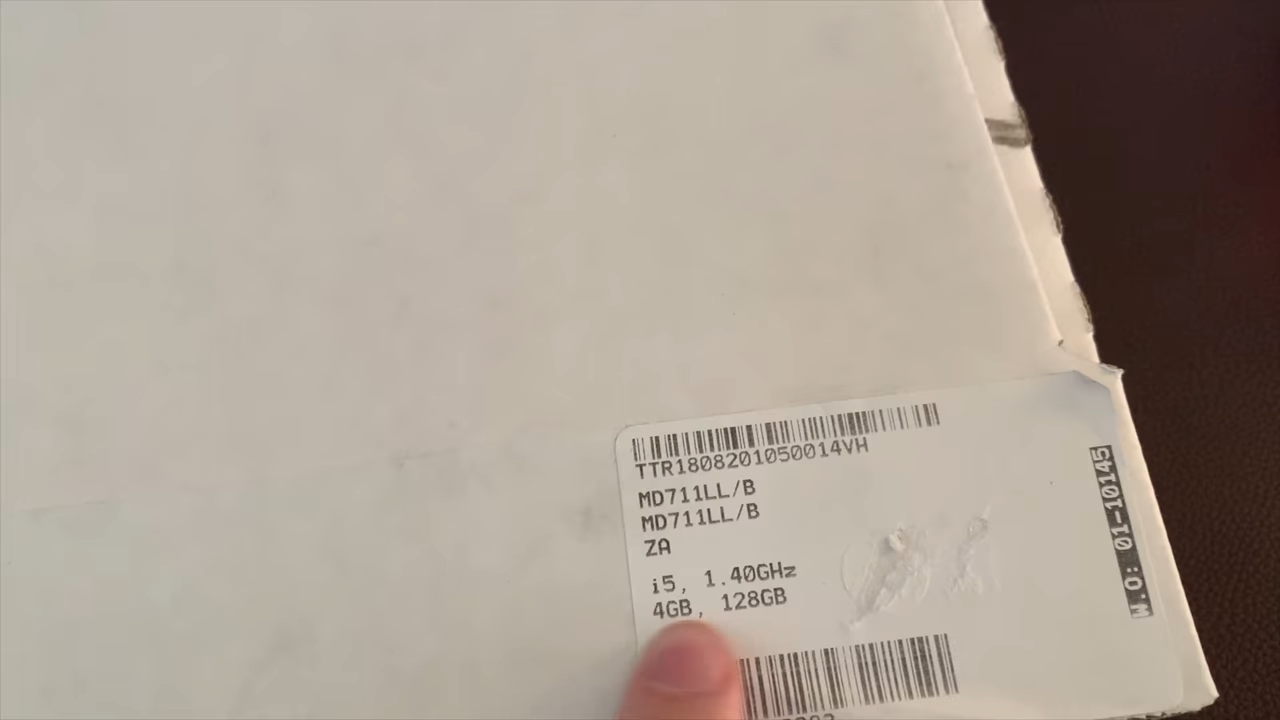 TTR1808201050014VH
MD711LL/B
MD711LL/B
ZA
i5, 1.40GHz
4GB, 128GB
W.O: 01-10145